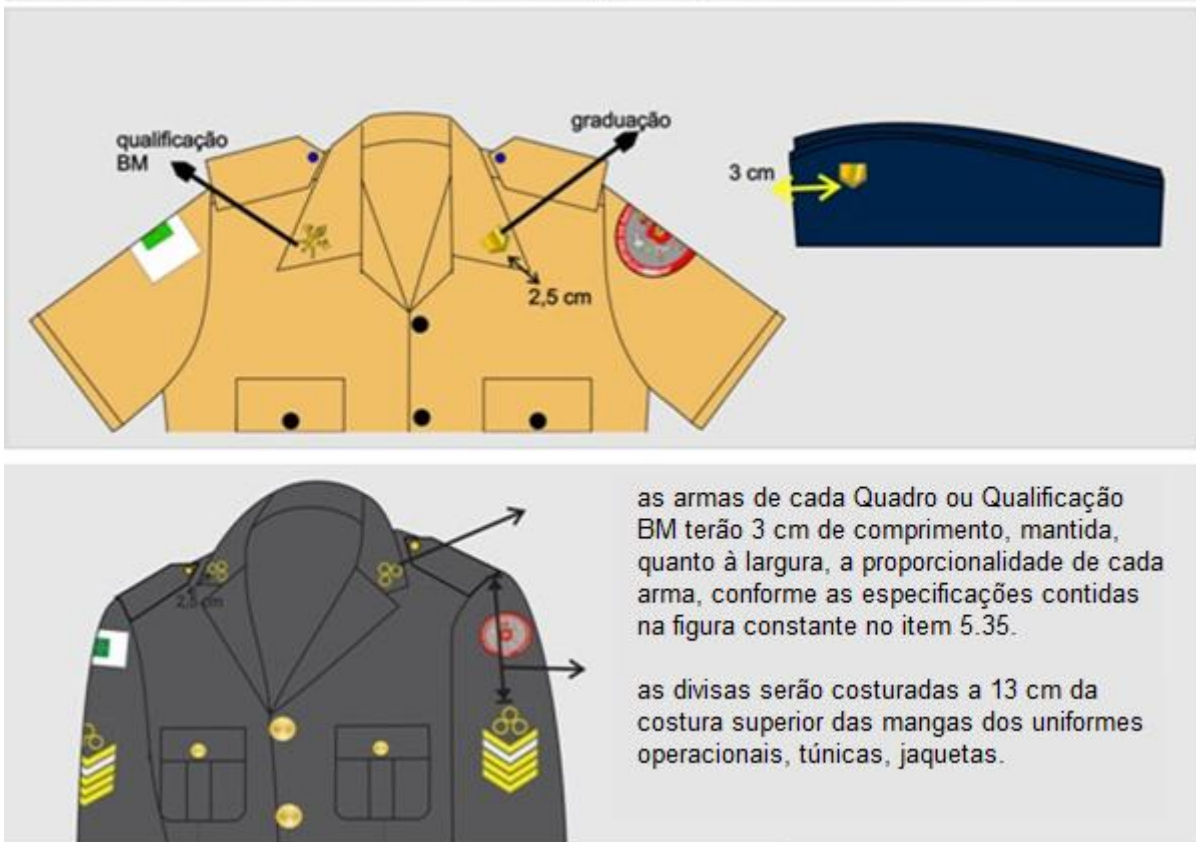 qualificação
BM
graduação
3 cm
2,5 cm
2,5 cm
as armas de cada Quadro ou Qualificação
BM terão 3 cm de comprimento, mantida,
quanto à largura, a proporcionalidade de cada
arma, conforme as especificações contidas
na figura constante no item 5.35.
as divisas serão costuradas a 13 cm da
costura superior das mangas dos uniformes
operacionais, túnicas, jaquetas.